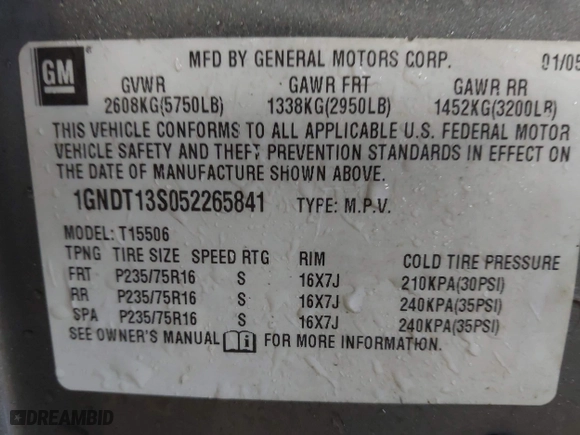 GM
MFD BY GENERAL MOTORS CORP. 01/05
GVWR GAWR FRT GAWR RR
2608KG(5750LB) 1338KG(2950LB) 1452KG(3200LB)
THIS VEHICLE CONFORMS TO ALL APPLICABLE U.S. FEDERAL MOTOR
VEHICLE SAFETY AND THEFT PREVENTION STANDARDS IN EFFECT ON
THE DATE OF MANUFACTURE SHOWN ABOVE.
1GNDT13S052265841 TYPE: M.P.V.
MODEL: T15506
TPNG TIRE SIZE SPEED RTG RIM COLD TIRE PRESSURE
FRT P235/75R16 S 16X7J 210KPA(30PSI)
RR P235/75R16 S 16X7J 240KPA(35PSI)
SPA P235/75R16 S 16X7J 240KPA(35PSI)
SEE OWNER'S MANUAL i FOR MORE INFORMATION.
DREAMBID